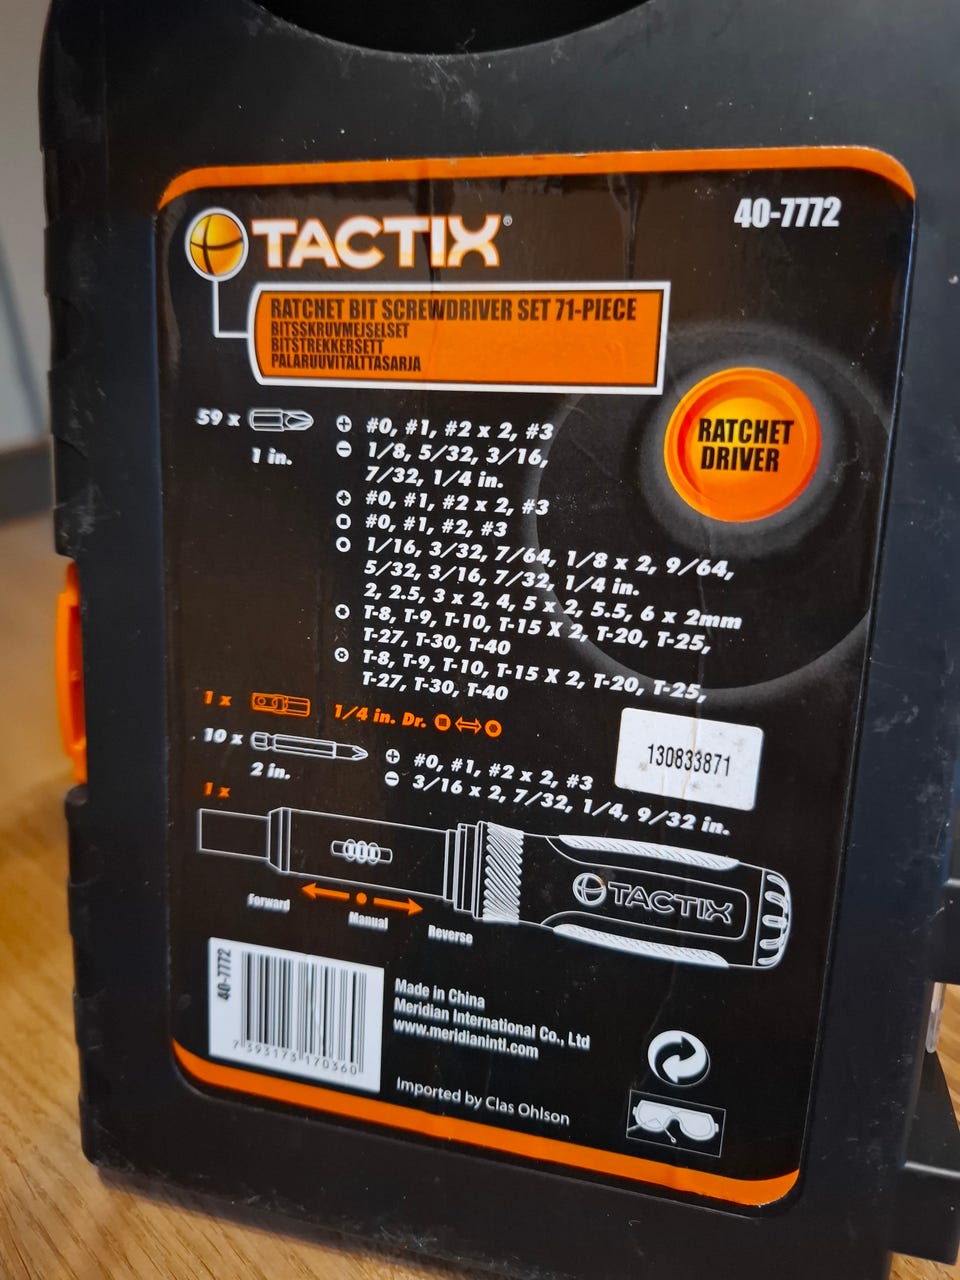 TACTIX®
40-7772
RATCHET BIT SCREWDRIVER SET 71-PIECE
BITSSKRUVMEJSELSET
BITSTREKKERSETT
PALARUUVITALTTASARJA
RATCHET
DRIVER
59 x
1 in.
#0, #1, #2 x 2, #3
1/8, 5/32, 3/16,
7/32, 1/4 in.
#0, #1, #2 x 2, #3
#0, #1, #2, #3
1/16, 3/32, 7/64, 1/8 x 2, 9/64,
5/32, 3/16, 7/32, 1/4 in.
2, 2.5, 3 x 2, 4, 5 x 2, 5.5, 6 x 2mm
T-8, T-9, T-10, T-15 X 2, T-20, T-25,
T-27, T-30, T-40
T-8, T-9, T-10, T-15 X 2, T-20, T-25,
T-27, T-30, T-40
1 x
1/4 in. Dr.
130833871
10 x
2 in.
#0, #1, #2 x 2, #3
3/16 x 2, 7/32, 1/4, 9/32 in.
1 x
TACTIX
Forward
Manual
Reverse
40-7772
7 393173 170360
Made in China
Meridian International Co., Ltd
www.meridianintl.com
Imported by Clas Ohlson